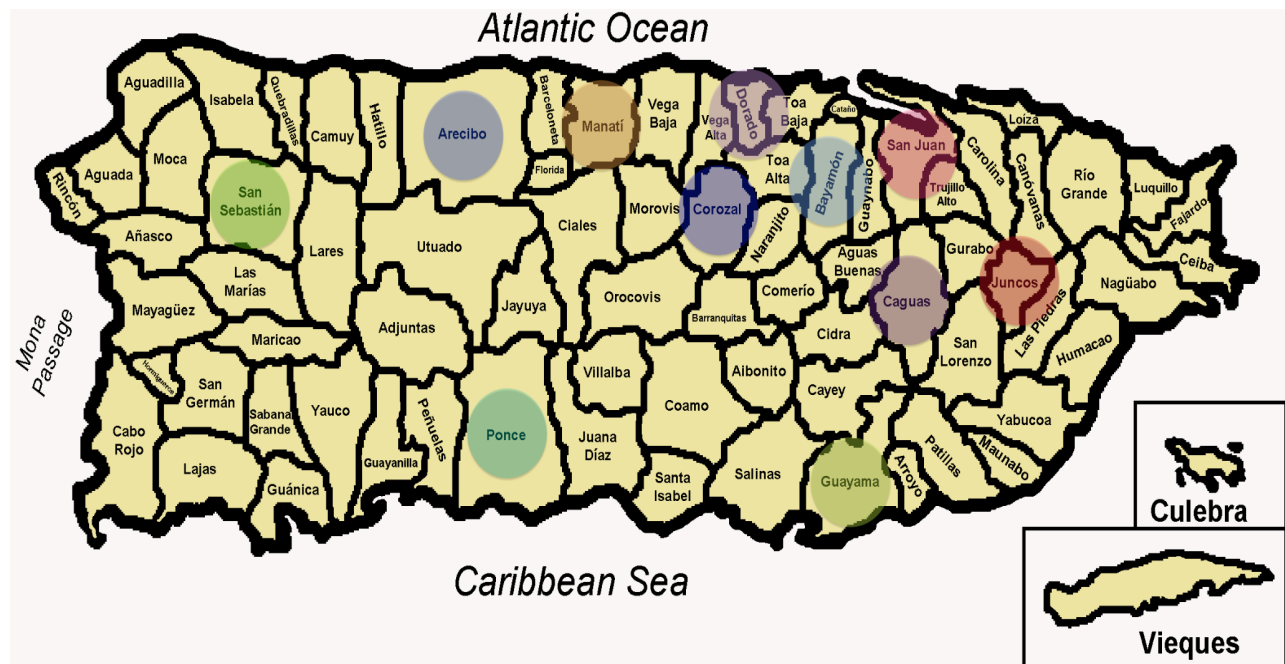 Atlantic Ocean
Aguadilla
Isabela
Quebradillas
Camuy
Hatillo
Arecibo
Barceloneta
Manatí
Vega
Baja
Vega
Alta
Dorado
Toa
Baja
Cataño
San Juan
Loiza
Carolina
Canóvanas
Río
Grande
Luquillo
Fajardo
Ceiba
Moca
Aguada
Rincón
San
Sebastián
Añasco
Lares
Utuado
Florida
Ciales
Morovis
Corozal
Toa
Alta
Naranjito
Bayamón
Guaynabo
Trujillo
Alto
Gurabo
Juncos
Las Piedras
Nagüabo
Humacao
Mona
Passage
Mayagüez
Las
Marías
Maricao
Adjuntas
Jayuya
Orocovis
Barranquitas
Comerío
Aguas
Buenas
Caguas
Cidra
San
Lorenzo
Hormigueros
San
Germán
Cabo
Rojo
Lajas
Sabana
Grande
Guánica
Yauco
Guayanilla
Peñuelas
Ponce
Villalba
Juana
Díaz
Coamo
Santa
Isabel
Aibonito
Salinas
Cayey
Guayama
Arroyo
Patillas
Yabucoa
Maunabo
Caribbean Sea
Culebra
Vieques